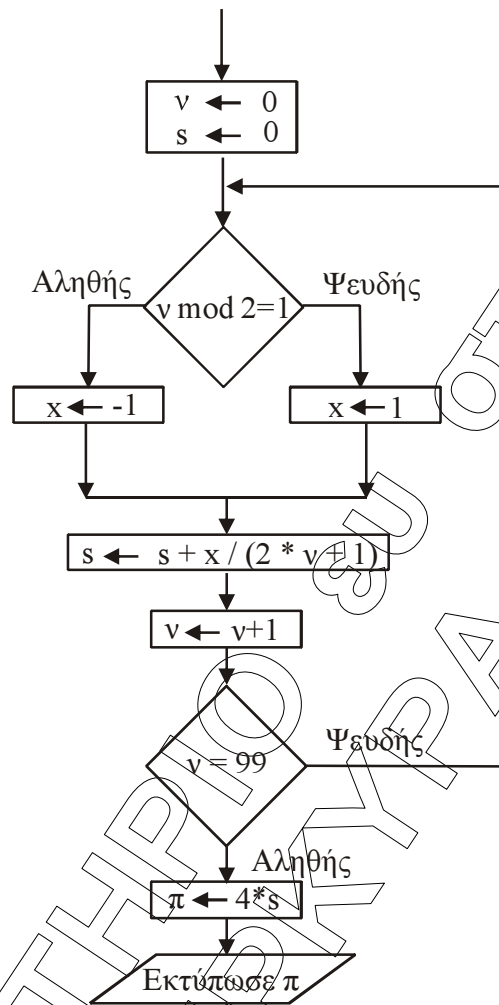 ν ← 0
s ← 0
Αληθής
Ψευδής
ν mod 2=1
x ← -1
x ← 1
s ← s + x / (2 * ν + 1)
ν ← ν+1
ν = 99
Ψευδής
Αληθής
π ← 4*s
Εκτύπωσε π